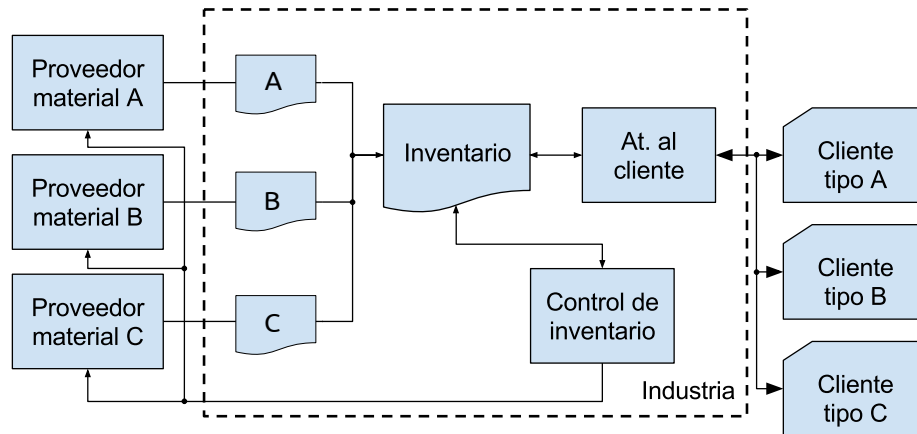 Proveedor
material A
Proveedor
material B
Proveedor
material C
A
B
C
Inventario
At. al
cliente
Control de
inventario
Industria
Cliente
tipo A
Cliente
tipo B
Cliente
tipo C